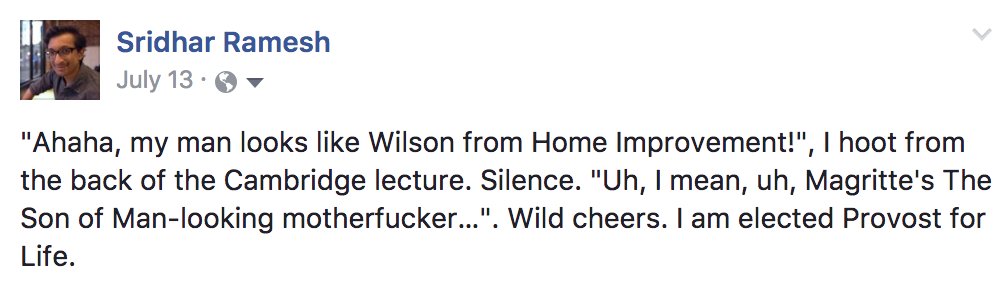 Sridhar Ramesh
July 13 ·
"Ahaha, my man looks like Wilson from Home Improvement!", I hoot from
the back of the Cambridge lecture. Silence. "Uh, I mean, uh, Magritte's The
Son of Man-looking motherfucker...". Wild cheers. I am elected Provost for
Life.